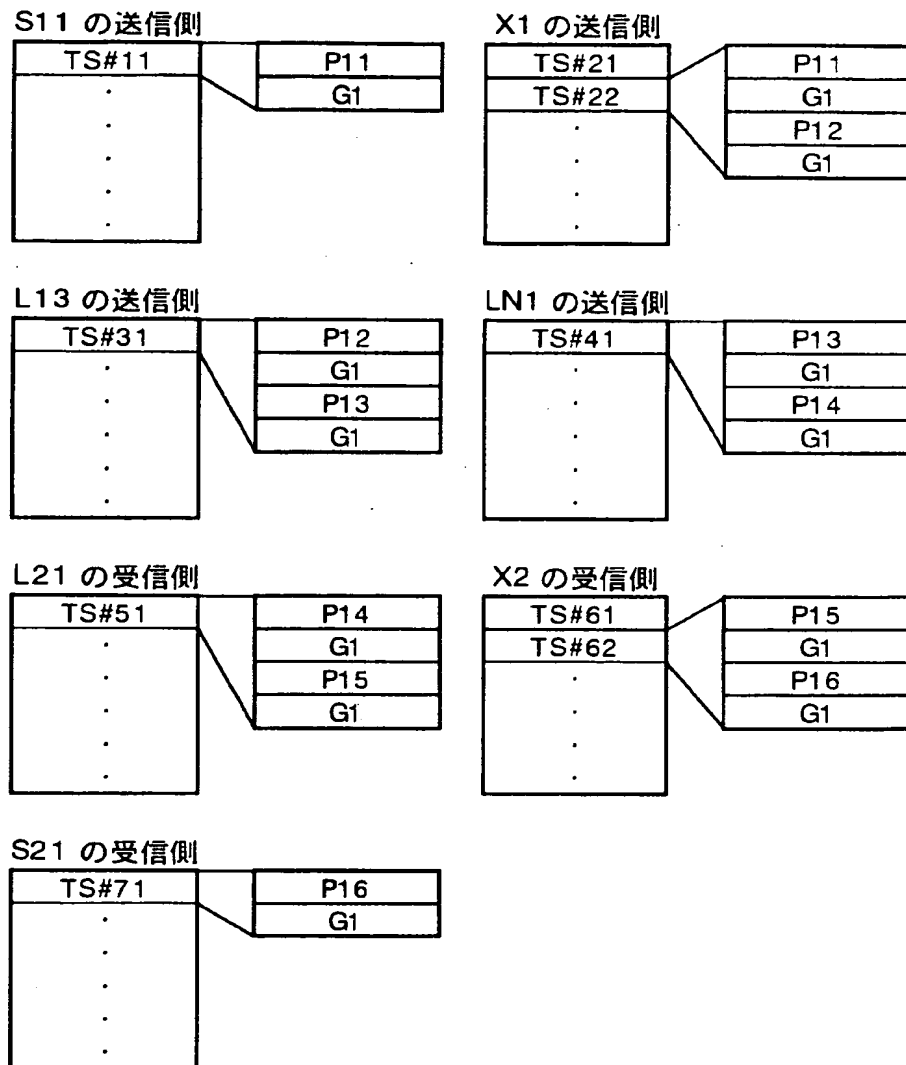 S11 の送信側
TS#11
P11
G1
X1 の送信側
TS#21
TS#22
P11
G1
P12
G1
L13 の送信側
TS#31
P12
G1
P13
G1
LN1 の送信側
TS#41
P13
G1
P14
G1
L21 の受信側
TS#51
P14
G1
P15
G1
X2 の受信側
TS#61
TS#62
P15
G1
P16
G1
S21 の受信側
TS#71
P16
G1